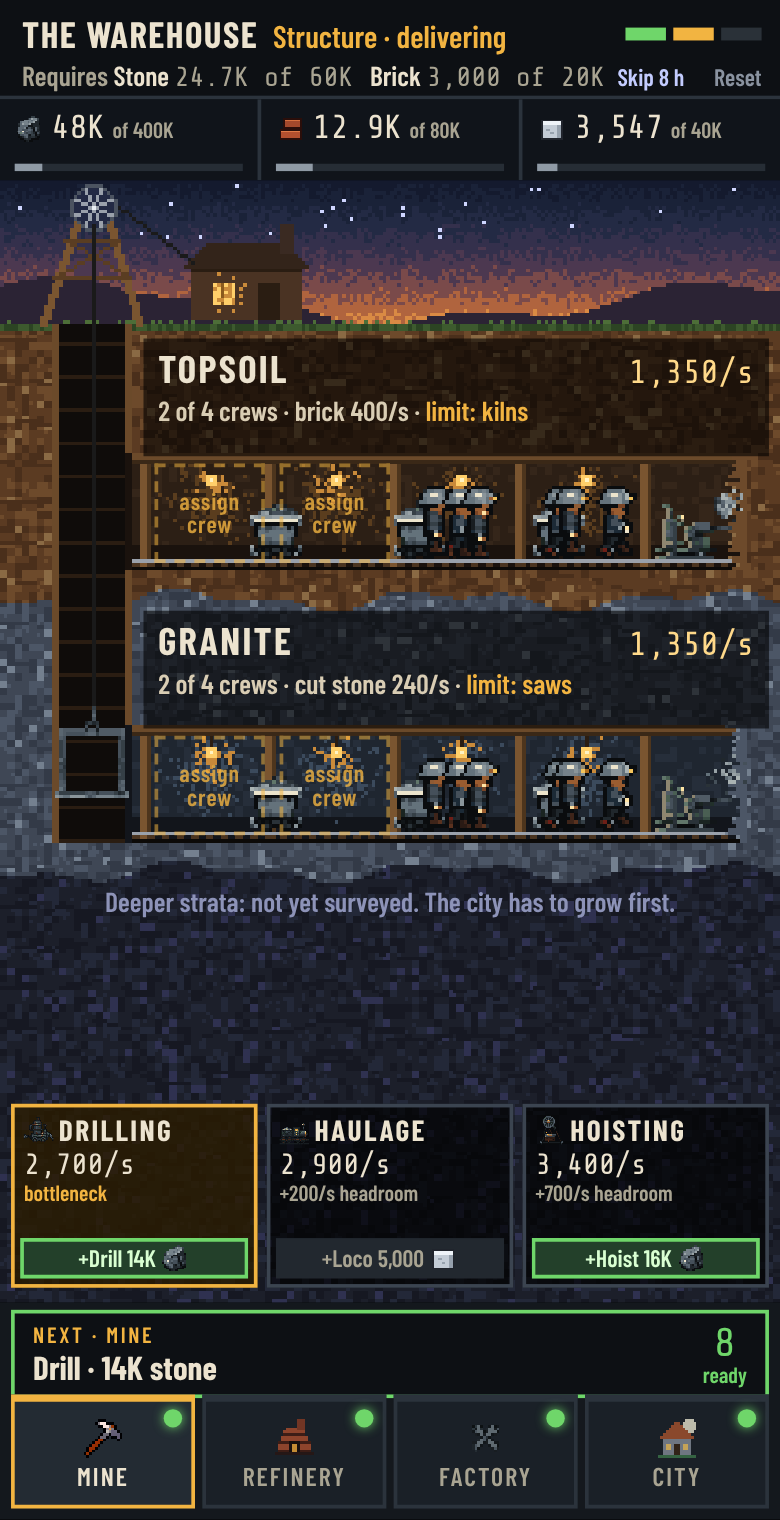 THE WAREHOUSE Structure · delivering
Requires Stone 24.7K of 60K Brick 3,000 of 20K Skip 8 h Reset
48K of 400K 12.9K of 80K 3,547 of 40K
TOPSOIL 1,350/s
2 of 4 crews · brick 400/s · limit: kilns
assign crew
assign crew
GRANITE 1,350/s
2 of 4 crews · cut stone 240/s · limit: saws
assign crew
assign crew
Deeper strata: not yet surveyed. The city has to grow first.
DRILLING
2,700/s
bottleneck
+Drill 14K
HAULAGE
2,900/s
+200/s headroom
+Loco 5,000
HOISTING
3,400/s
+700/s headroom
+Hoist 16K
NEXT · MINE
Drill · 14K stone
8
ready
MINE REFINERY FACTORY CITY